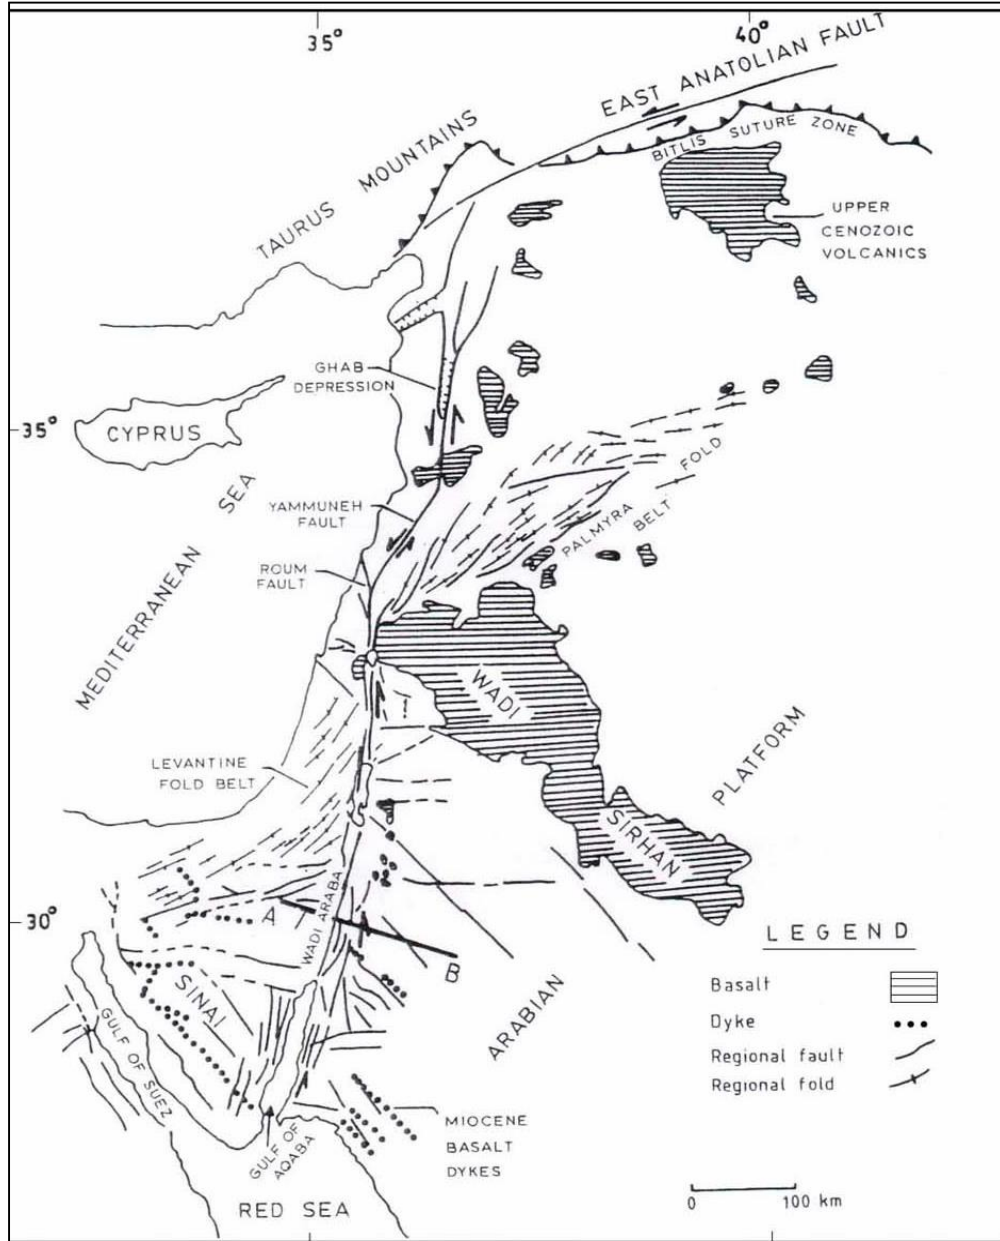 35°
40°
EAST ANATOLIAN FAULT
BITLIS SUTURE ZONE
TAURUS MOUNTAINS
UPPER
CENOZOIC
VOLCANICS
GHAB
DEPRESSION
35°
CYPRUS
SEA
MEDITERRANEAN
YAMMUNEH
FAULT
PALMYRA FOLD
BELT
ROUM
FAULT
WADI
SIRHAN
LEVANTINE
FOLD BELT
PLATFORM
ARABIAN
30°
A
WADI ARABA
B
SINAI
GULF OF SUEZ
GULF OF
AQABA
RED SEA
MIOCENE
BASALT
DYKES
LEGEND
Basalt
Dyke
Regional fault
Regional fold
0 100 km